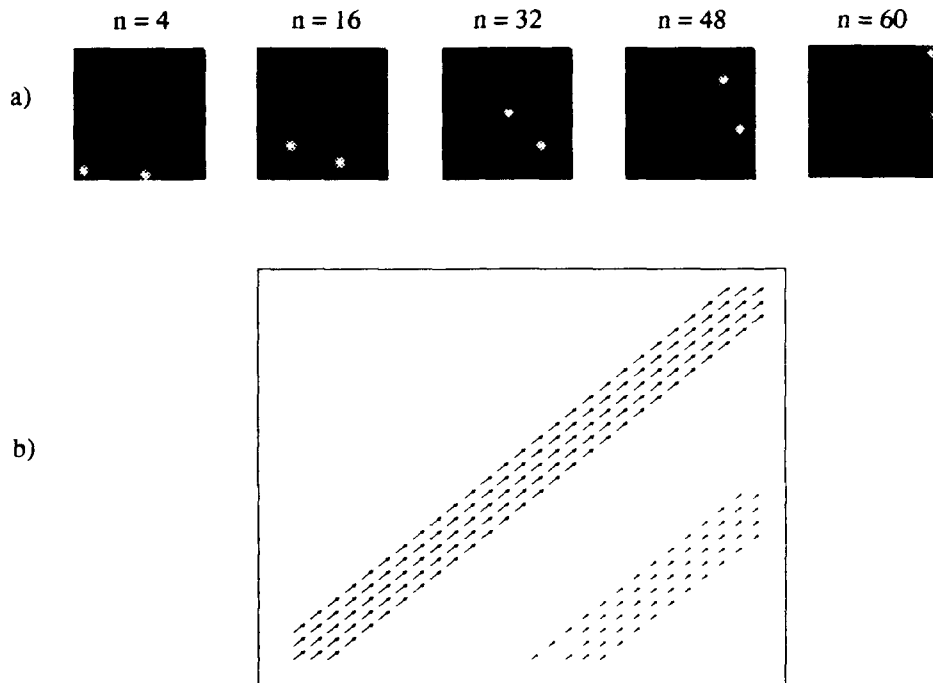 n = 4 n = 16 n = 32 n = 48 n = 60
a)
b)